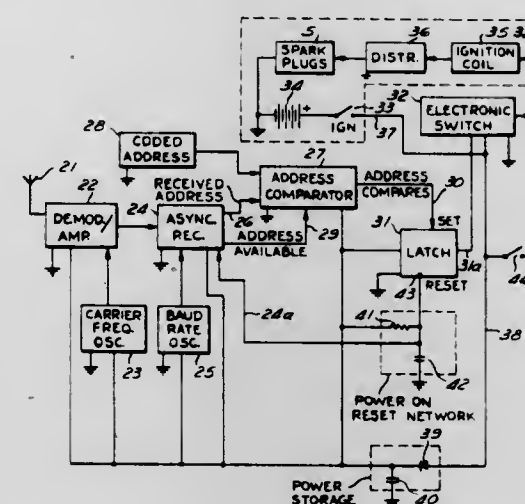 5
36
35
SPARK PLUGS
DISTR.
IGNITION COIL
34
+
33
32
IGN
37
ELECTRONIC SWITCH
28
CODED ADDRESS
27
21
RECEIVED ADDRESS
ADDRESS COMPARATOR
ADDRESS COMPARES
30
22
24
26
DEMOD/ AMP.
ASYNC. REC.
29
ADDRESS AVAILABLE
31
SET
LATCH
31a
43
RESET
44
24a
41
38
CARRIER FREQ. OSC.
BAUD RATE OSC.
23
25
42
POWER ON RESET NETWORK
39
POWER STORAGE
40